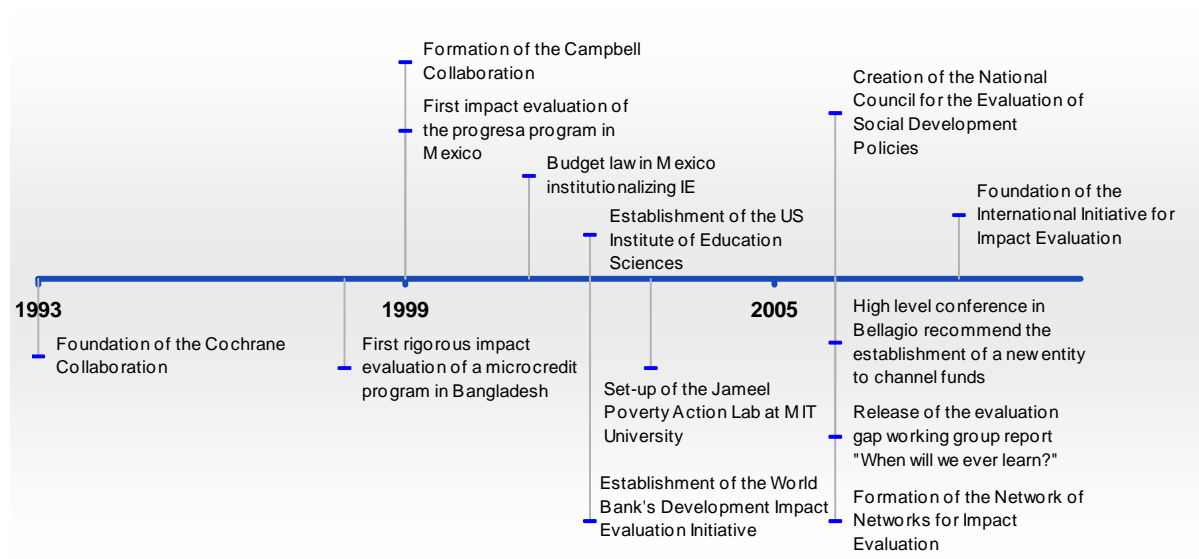 Formation of the Campbell
Collaboration
First impact evaluation of
the progresa program in
Mexico
Budget law in Mexico
institutionalizing IE
Establishment of the US
Institute of Education
Sciences
Creation of the National
Council for the Evaluation of
Social Development
Policies
Foundation of the
International Initiative for
Impact Evaluation
1993
1999
2005
Foundation of the Cochrane
Collaboration
First rigorous impact
evaluation of a microcredit
program in Bangladesh
Set-up of the Jameel
Poverty Action Lab at MIT
University
Establishment of the World
Bank's Development Impact
Evaluation Initiative
High level conference in
Bellagio recommend the
establishment of a new entity
to channel funds
Release of the evaluation
gap working group report
"When will we ever learn?"
Formation of the Network of
Networks for Impact
Evaluation